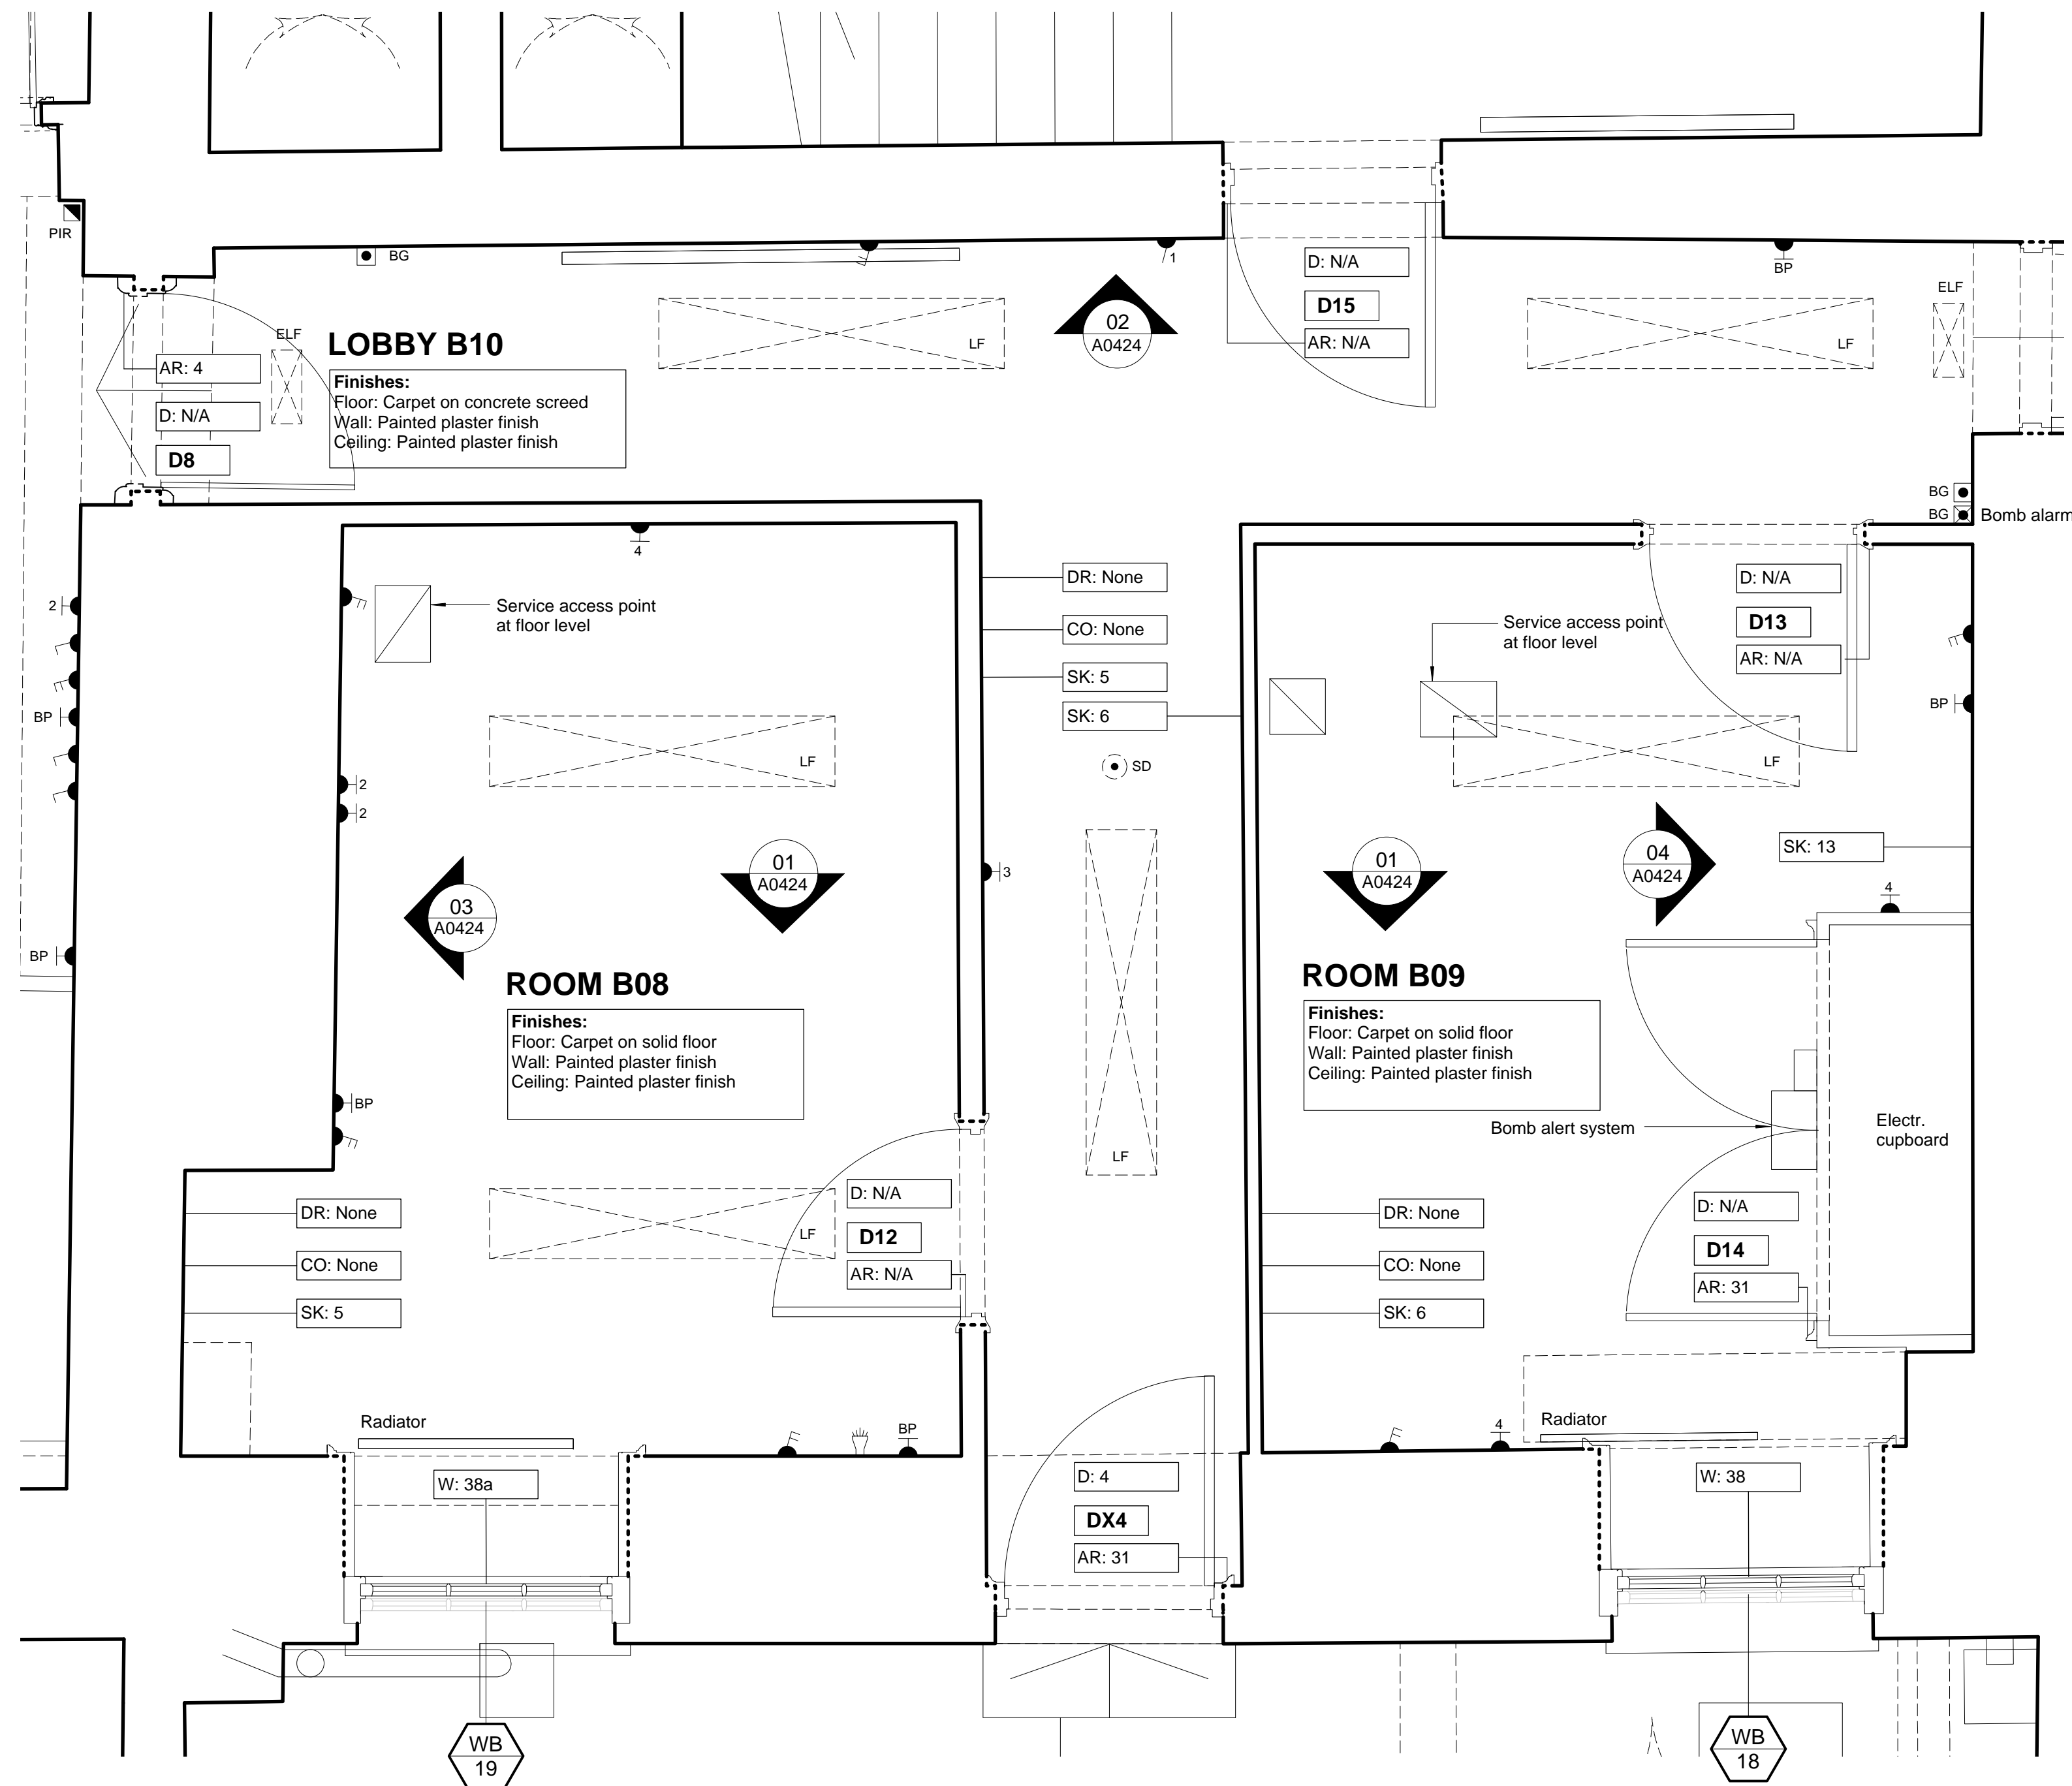 PIR
BG
1
D: N/A
D15
AR: N/A
BP
ELF
LF
LF
02
A0424
ELF
LOBBY B10
Finishes:
Floor: Carpet on concrete screed
Wall: Painted plaster finish
Ceiling: Painted plaster finish
AR: 4
D: N/A
D8
BG
BG
Bomb alarm
4
2
BP
BP
Service access point
at floor level
DR: None
CO: None
SK: 5
SK: 6
SD
Service access point
at floor level
D: N/A
D13
AR: N/A
BP
LF
LF
2
2
01
A0424
03
A0424
3
01
A0424
04
A0424
SK: 13
4
ROOM B08
Finishes:
Floor: Carpet on solid floor
Wall: Painted plaster finish
Ceiling: Painted plaster finish
BP
LF
ROOM B09
Finishes:
Floor: Carpet on solid floor
Wall: Painted plaster finish
Ceiling: Painted plaster finish
Bomb alert system
Electr.
cupboard
DR: None
CO: None
SK: 5
LF
D: N/A
D12
AR: N/A
DR: None
CO: None
SK: 6
D: N/A
D14
AR: 31
Radiator
BP
W: 38a
D: 4
DX4
AR: 31
4
Radiator
W: 38
WB
19
WB
18